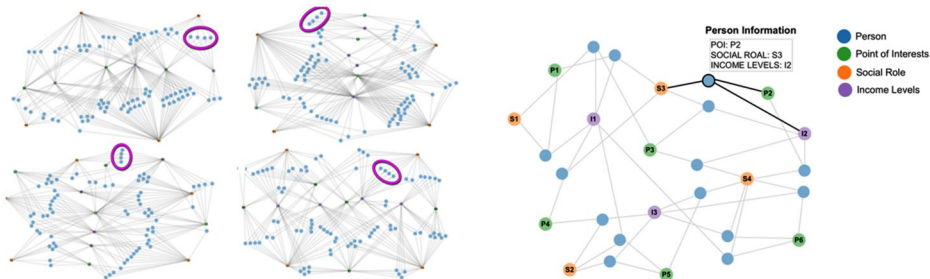 Person Information
POI: P2
SOCIAL ROAL: S3
INCOME LEVELS: I2
Person
Point of Interests
Social Role
Income Levels
P1
S3
P2
S1
I1
I2
P3
S4
I3
P4
P6
S2
P5